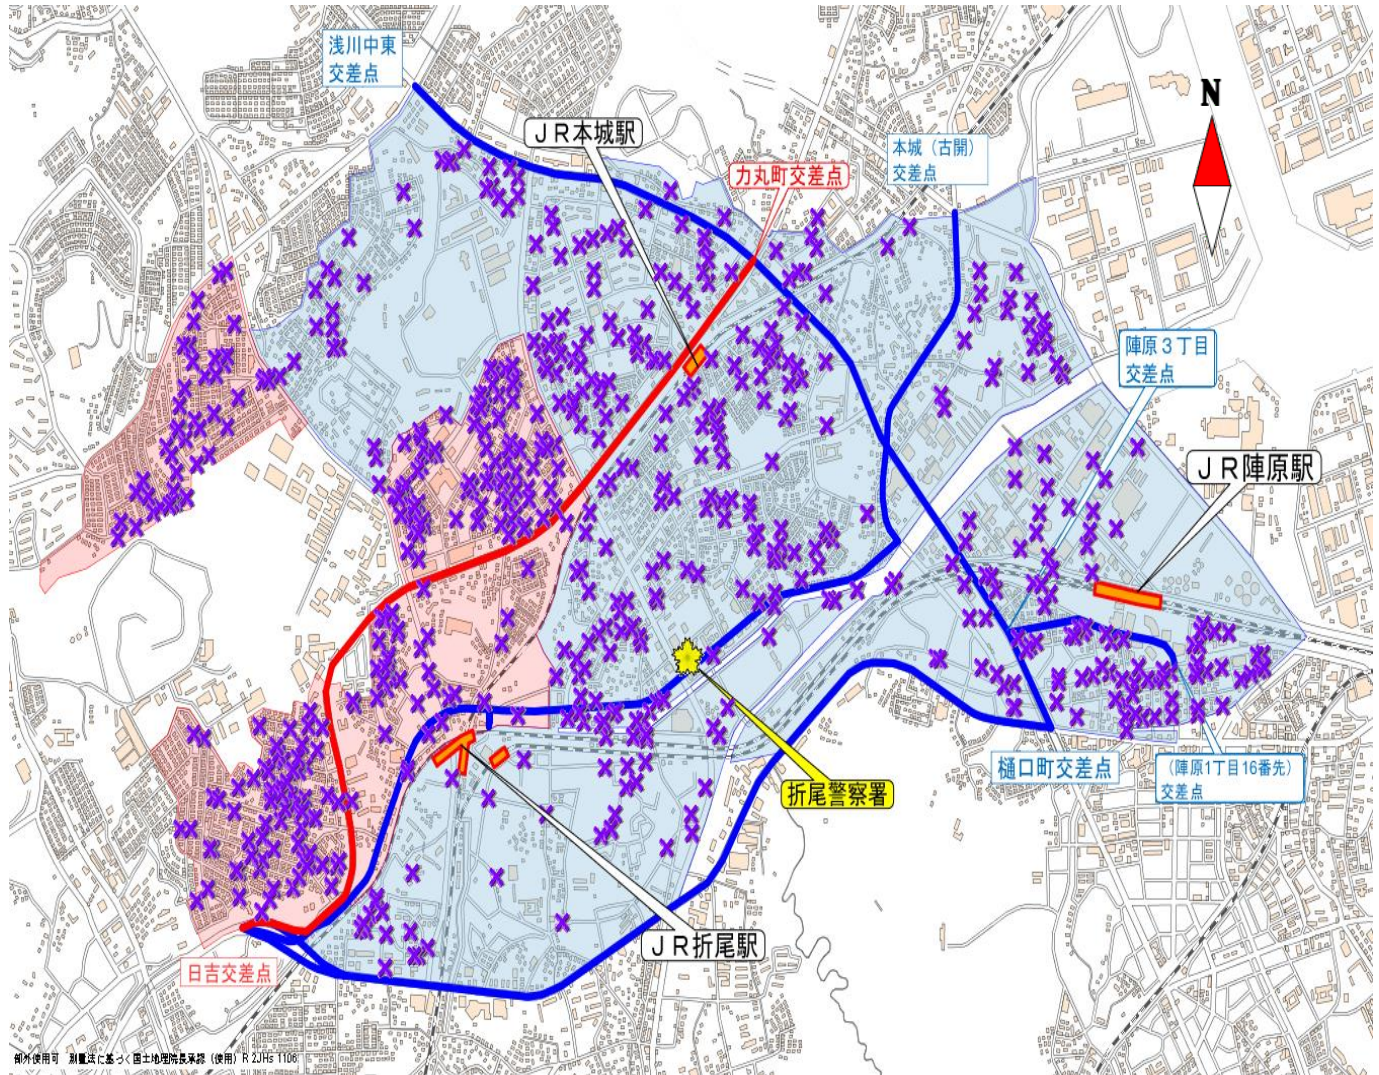 浅川中東
交差点
JR本城駅
力丸町交差点
本城（古開）
交差点
N
陣原３丁目
交差点
JR陣原駅
樋口町交差点
（陣原1丁目16番先）
交差点
折尾警察署
JR折尾駅
日吉交差点
部外使用可 測量法に基づく国土地理院長承認（使用）R 2JHs 1106